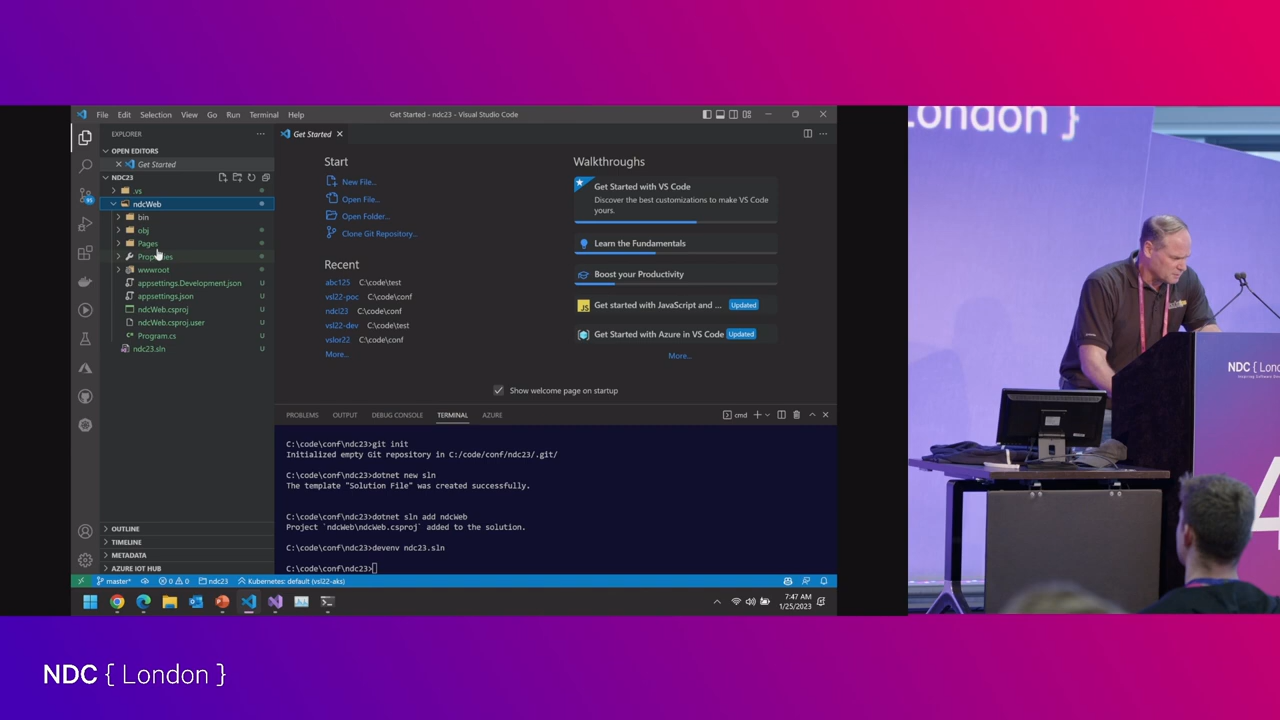 File Edit Selection View Go Run Terminal Help
Get Started - ndc23 - Visual Studio Code
EXPLORER
OPEN EDITORS
Get Started
NDC23
.vs
ndcWeb
bin
obj
Pages
Properties
wwwroot
appsettings.Development.json U
appsettings.json U
ndcWeb.csproj U
ndcWeb.csproj.user U
Program.cs U
ndc23.sln U
OUTLINE
TIMELINE
METADATA
AZURE IOT HUB
Get Started
Start
New File...
Open File...
Open Folder...
Clone Git Repository...
Recent
abc125 C:\code\test
vsl22-poc C:\code\conf
ndcl23 C:\code\conf
vsl22-dev C:\code\test
vslor22 C:\code\conf
More...
Walkthroughs
Get Started with VS Code
Discover the best customizations to make VS Code
yours.
Learn the Fundamentals
Boost your Productivity
JS Get started with JavaScript and ... Updated
Get Started with Azure in VS Code Updated
More...
Show welcome page on startup
PROBLEMS OUTPUT DEBUG CONSOLE TERMINAL AZURE
cmd
C:\code\conf\ndc23>git init
Initialized empty Git repository in C:/code/conf/ndc23/.git/
C:\code\conf\ndc23>dotnet new sln
The template "Solution File" was created successfully.
C:\code\conf\ndc23>dotnet sln add ndcWeb
Project `ndcWeb\ndcWeb.csproj` added to the solution.
C:\code\conf\ndc23>devenv ndc23.sln
C:\code\conf\ndc23>
master* 0 0 ndc23 Kubernetes: default (vsl22-aks)
7:47 AM
1/25/2023
London }
NDC { Lond
4
NDC { London }